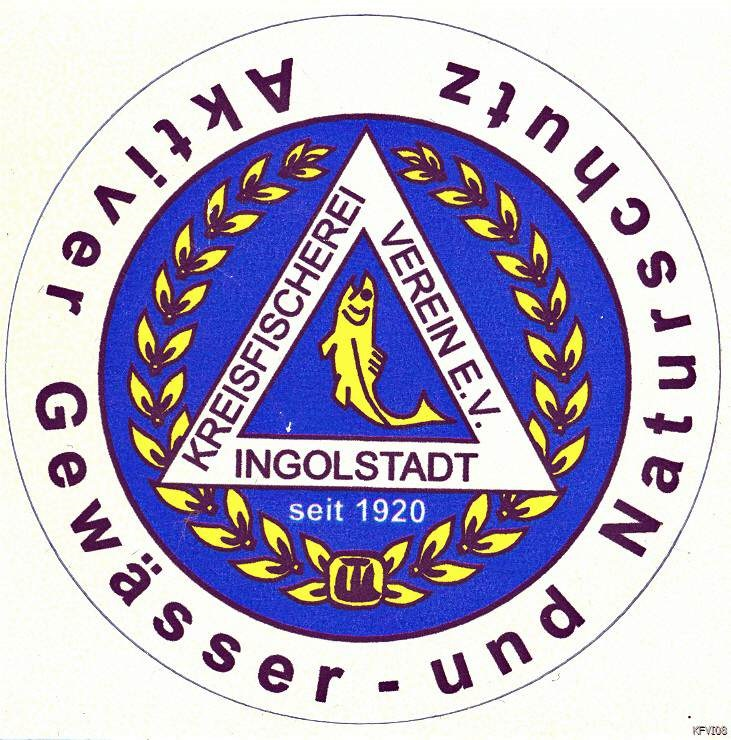 Aktiver Gewässer-und Naturschutz
KREISFISCHEREI
VEREIN E.V.
INGOLSTADT
seit 1920
KFVI08